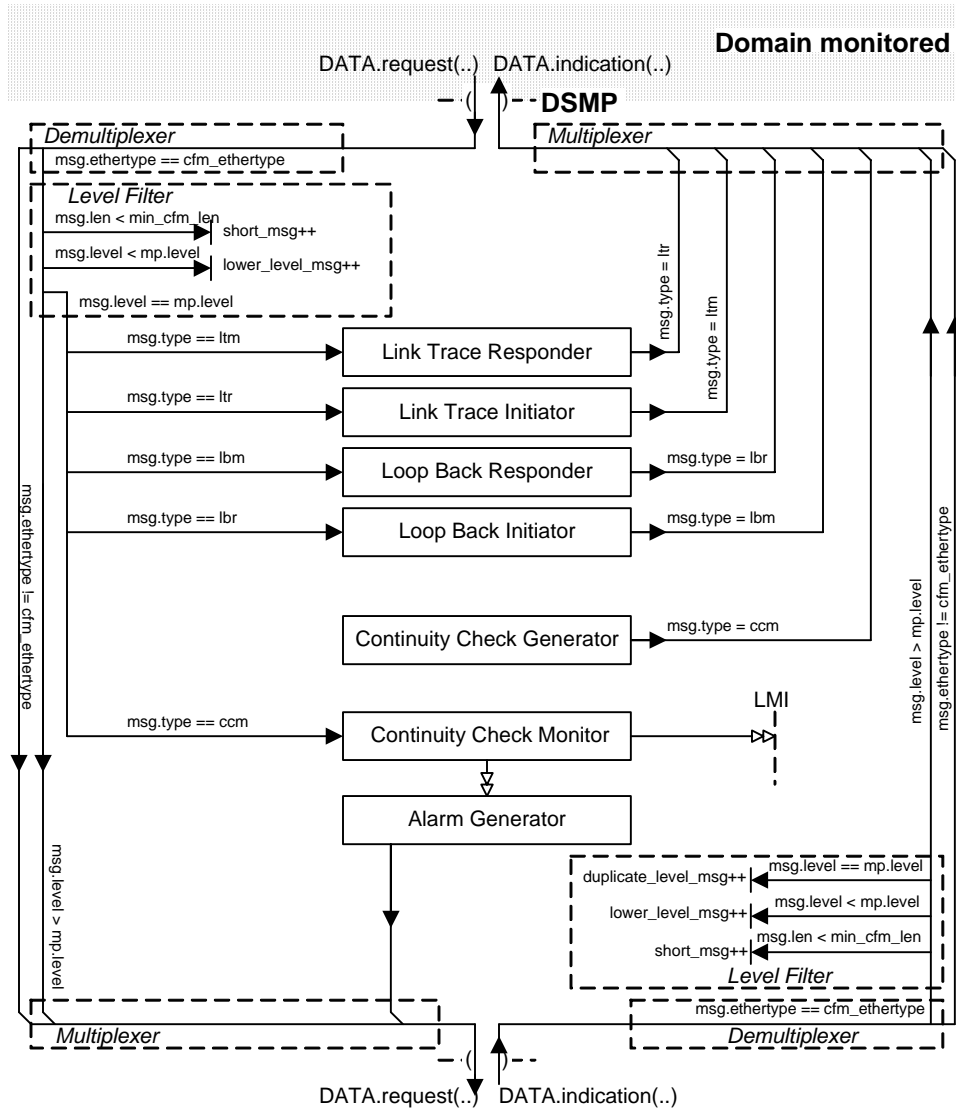 Domain monitored
DATA.request(..) DATA.indication(..)
( ) DSMP
Demultiplexer
Multiplexer
msg.ethertype == cfm_ethertype
Level Filter
msg.len < min_cfm_len
short_msg++
msg.level < mp.level
lower_level_msg++
msg.level == mp.level
msg.type = ltr
msg.type = ltm
msg.type == ltm
Link Trace Responder
msg.type == ltr
Link Trace Initiator
msg.type == lbm
Loop Back Responder
msg.type = lbr
msg.type == lbr
Loop Back Initiator
msg.type = lbm
msg.ethertype != cfm_ethertype
msg.level > mp.level
msg.ethertype != cfm_ethertype
Continuity Check Generator
msg.type = ccm
LMI
msg.type == ccm
Continuity Check Monitor
Alarm Generator
msg.level > mp.level
duplicate_level_msg++
msg.level == mp.level
lower_level_msg++
msg.level < mp.level
short_msg++
msg.len < min_cfm_len
Level Filter
msg.ethertype == cfm_ethertype
Multiplexer
Demultiplexer
( )
DATA.request(..) DATA.indication(..)